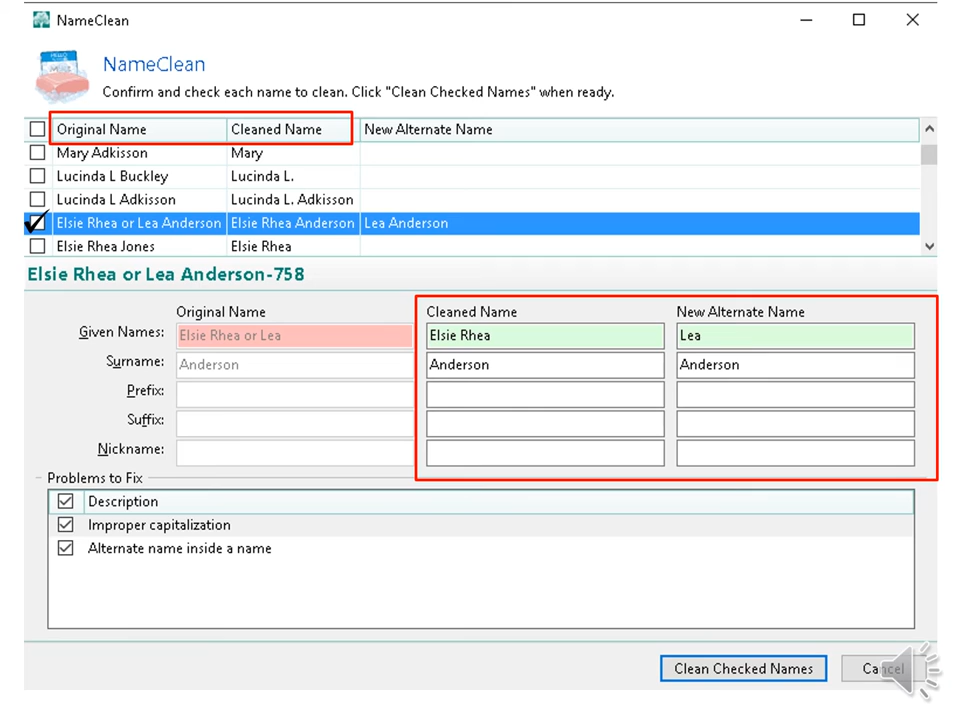 NameClean
NameClean
Confirm and check each name to clean. Click "Clean Checked Names" when ready.
Original Name Cleaned Name New Alternate Name
Mary Adkisson Mary
Lucinda L Buckley Lucinda L.
Lucinda L Adkisson Lucinda L. Adkisson
Elsie Rhea or Lea Anderson Elsie Rhea Anderson Lea Anderson
Elsie Rhea Jones Elsie Rhea
Elsie Rhea or Lea Anderson-758
Original Name Cleaned Name New Alternate Name
Given Names: Elsie Rhea or Lea Elsie Rhea Lea
Surname: Anderson Anderson Anderson
Prefix:
Suffix:
Nickname:
Problems to Fix
Description
Improper capitalization
Alternate name inside a name
Clean Checked Names Cancel